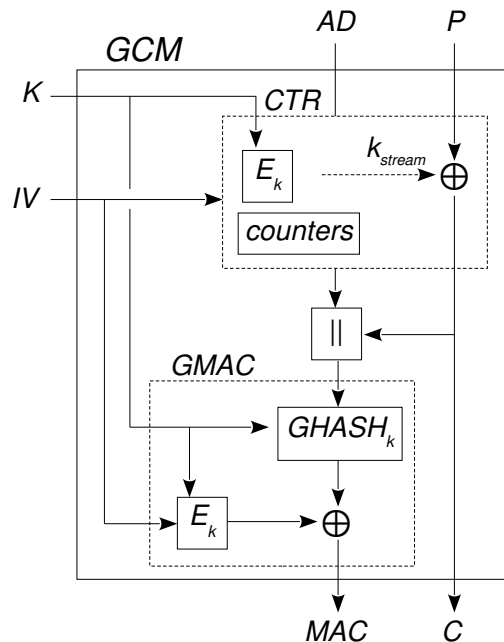 AD P
GCM
K
CTR
k_stream
E_k
IV
counters
||
GMAC
GHASH_k
E_k
MAC C